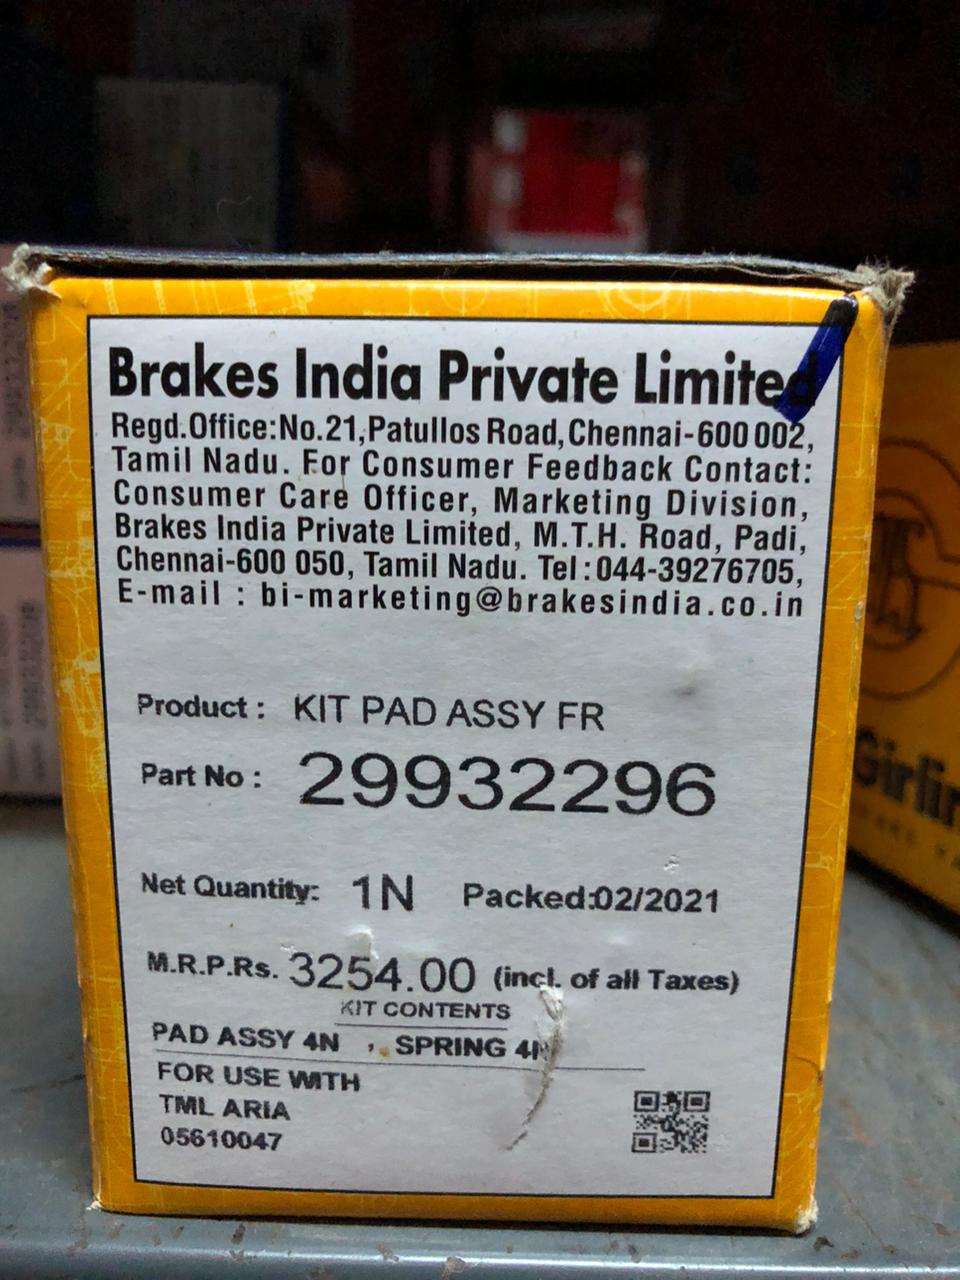 Brakes India Private Limited
Regd.Office:No.21,Patullos Road,Chennai-600 002,
Tamil Nadu. For Consumer Feedback Contact:
Consumer Care Officer, Marketing Division,
Brakes India Private Limited, M.T.H. Road, Padi,
Chennai-600 050, Tamil Nadu. Tel:044-39276705,
E-mail : bi-marketing@brakesindia.co.in
Product : KIT PAD ASSY FR
Part No : 29932296
Net Quantity: 1N Packed:02/2021
M.R.P.Rs. 3254.00 (incl. of all Taxes)
KIT CONTENTS
PAD ASSY 4N , SPRING 4N
FOR USE WITH
TML ARIA
05610047